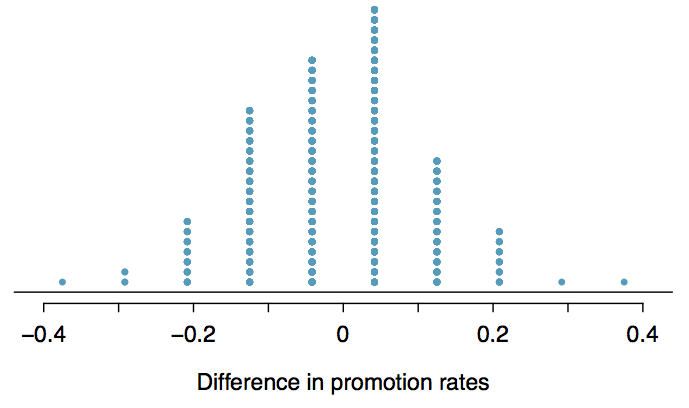 −0.4 −0.2 0 0.2 0.4
Difference in promotion rates